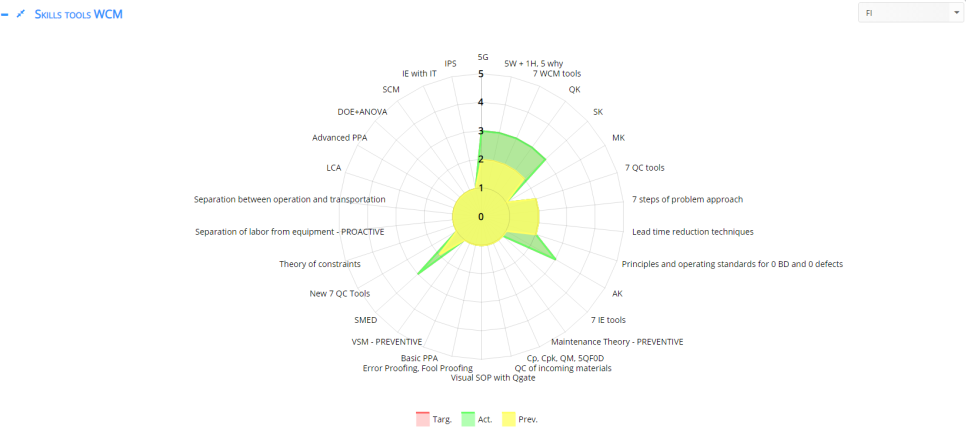 SKILLS TOOLS WCM
FI
5G
IPS
5W + 1H, 5 why
IE with IT
7 WCM tools
5
SCM
QK
4
DOE+ANOVA
SK
3
Advanced PPA
MK
2
LCA
7 QC tools
1
Separation between operation and transportation
7 steps of problem approach
0
Separation of labor from equipment - PROACTIVE
Lead time reduction techniques
Theory of constraints
Principles and operating standards for 0 BD and 0 defects
New 7 QC Tools
AK
SMED
7 IE tools
VSM - PREVENTIVE
Maintenance Theory - PREVENTIVE
Basic PPA
Cp, Cpk, QM, 5QF0D
Error Proofing, Fool Proofing
QC of incoming materials
Visual SOP with Qgate
Targ.
Act.
Prev.